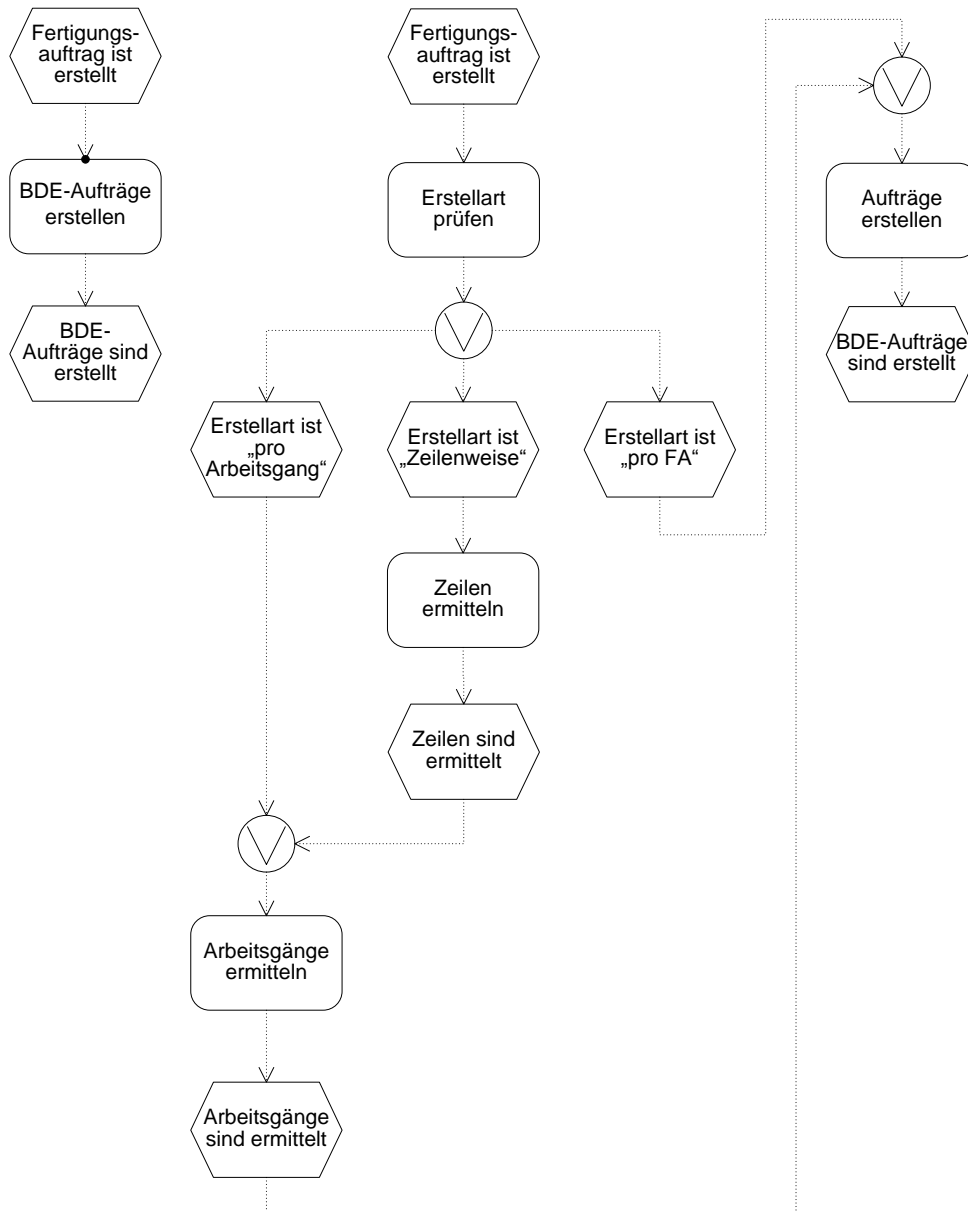 Fertigungs-
auftrag ist
erstellt
BDE-Aufträge
erstellen
BDE-
Aufträge sind
erstellt
Fertigungs-
auftrag ist
erstellt
Erstellart
prüfen
Erstellart ist
„pro
Arbeitsgang“
Erstellart ist
„Zeilenweise“
Erstellart ist
„pro FA“
Zeilen
ermitteln
Zeilen sind
ermittelt
Arbeitsgänge
ermitteln
Arbeitsgänge
sind ermittelt
Aufträge
erstellen
BDE-Aufträge
sind erstellt